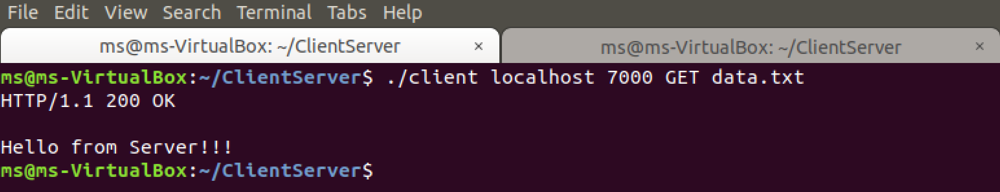 File Edit View Search Terminal Tabs Help
ms@ms-VirtualBox: ~/ClientServer × ms@ms-VirtualBox: ~/ClientServer ×
ms@ms-VirtualBox:~/ClientServer$ ./client localhost 7000 GET data.txt
HTTP/1.1 200 OK
Hello from Server!!!
ms@ms-VirtualBox:~/ClientServer$